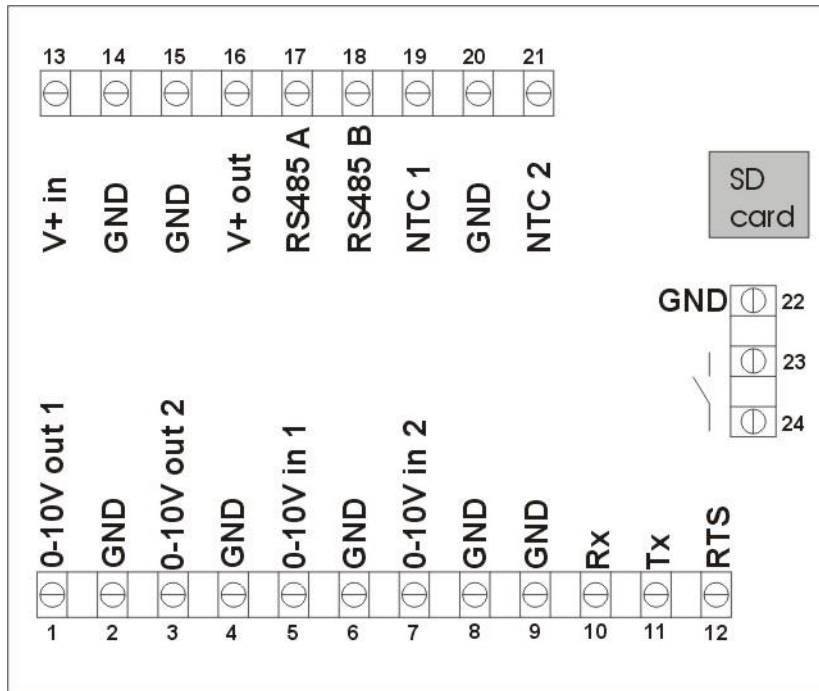 13 14 15 16 17 18 19 20 21
V+ in
GND
GND
V+ out
RS485 A
RS485 B
NTC 1
GND
NTC 2
SD
card
GND 22
23
24
0-10V out 1
GND
0-10V out 2
GND
0-10V in 1
GND
0-10V in 2
GND
GND
Rx
Tx
RTS
1 2 3 4 5 6 7 8 9 10 11 12